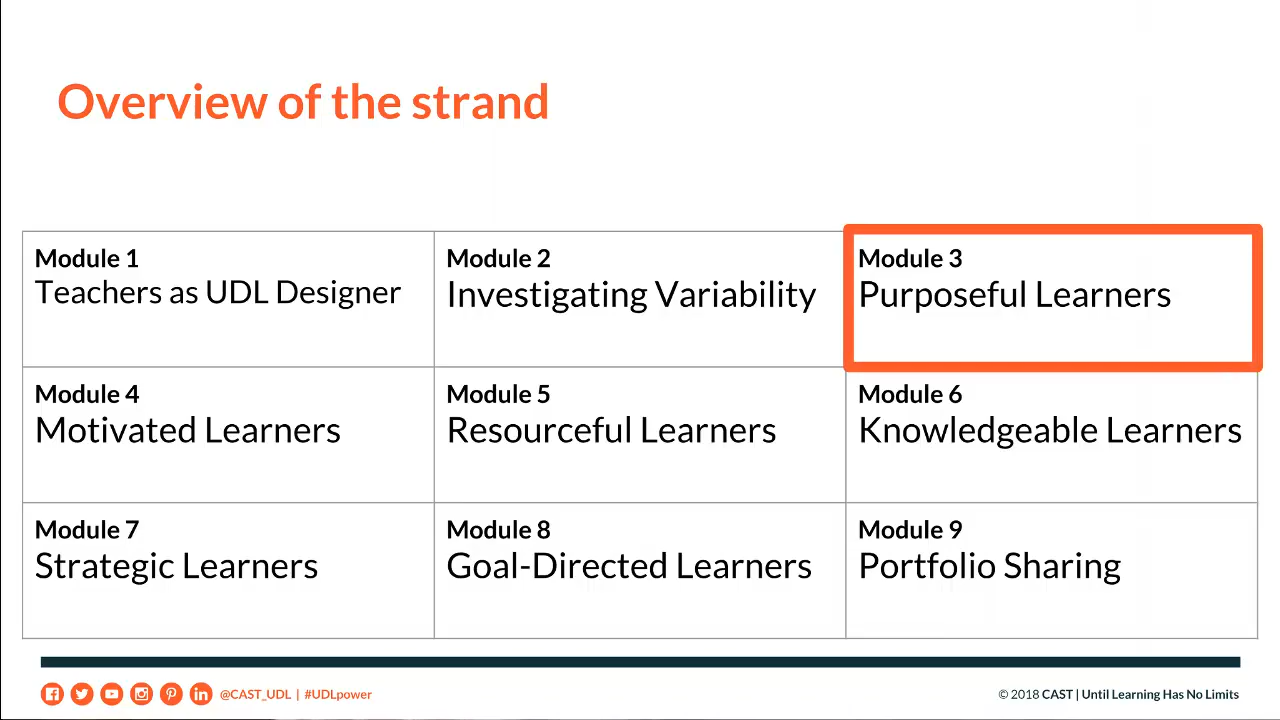 Overview of the strand
Module 1
Teachers as UDL Designer
Module 2
Investigating Variability
Module 3
Purposeful Learners
Module 4
Motivated Learners
Module 5
Resourceful Learners
Module 6
Knowledgeable Learners
Module 7
Strategic Learners
Module 8
Goal-Directed Learners
Module 9
Portfolio Sharing
@CAST_UDL | #UDLpower
© 2018 CAST | Until Learning Has No Limits